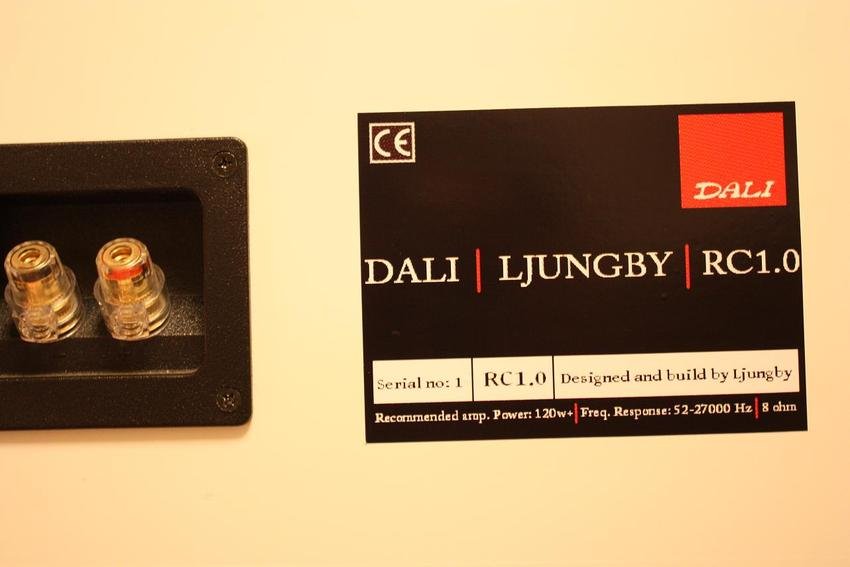 CE
DALI
DALI | LJUNGBY | RC1.0
Serial no: 1 | RC1.0 | Designed and build by Ljungby
Recommended amp. Power: 120w+ | Freq. Response: 52-27000 Hz | 8 ohm